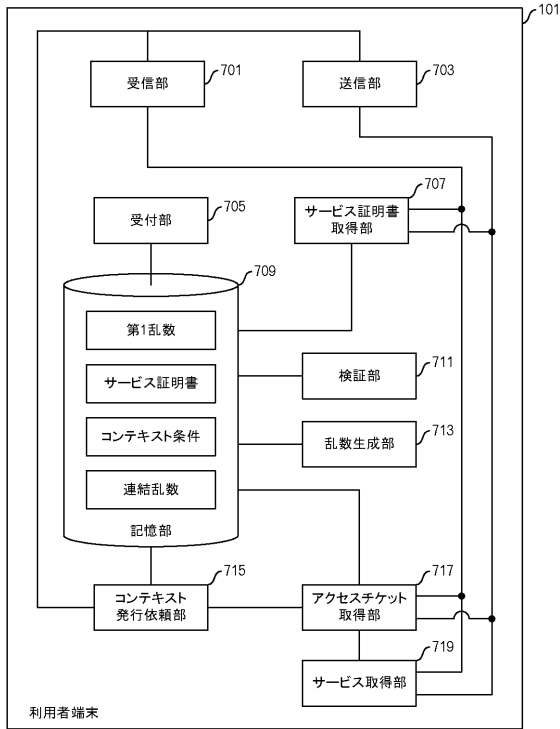 101
受信部
701
送信部
703
受付部
705
サービス証明書
取得部
707
709
第1乱数
サービス証明書
コンテキスト条件
連結乱数
記憶部
検証部
711
乱数生成部
713
コンテキスト
発行依頼部
715
アクセスチケット
取得部
717
サービス取得部
719
利用者端末